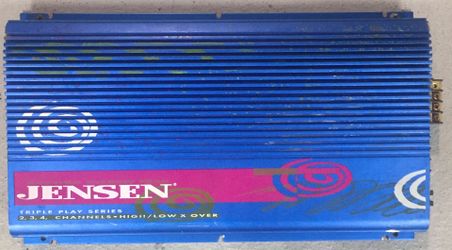 JENSEN®
TRIPLE PLAY SERIES
2, 3, 4, CHANNELS•HIGH/LOW X OVER